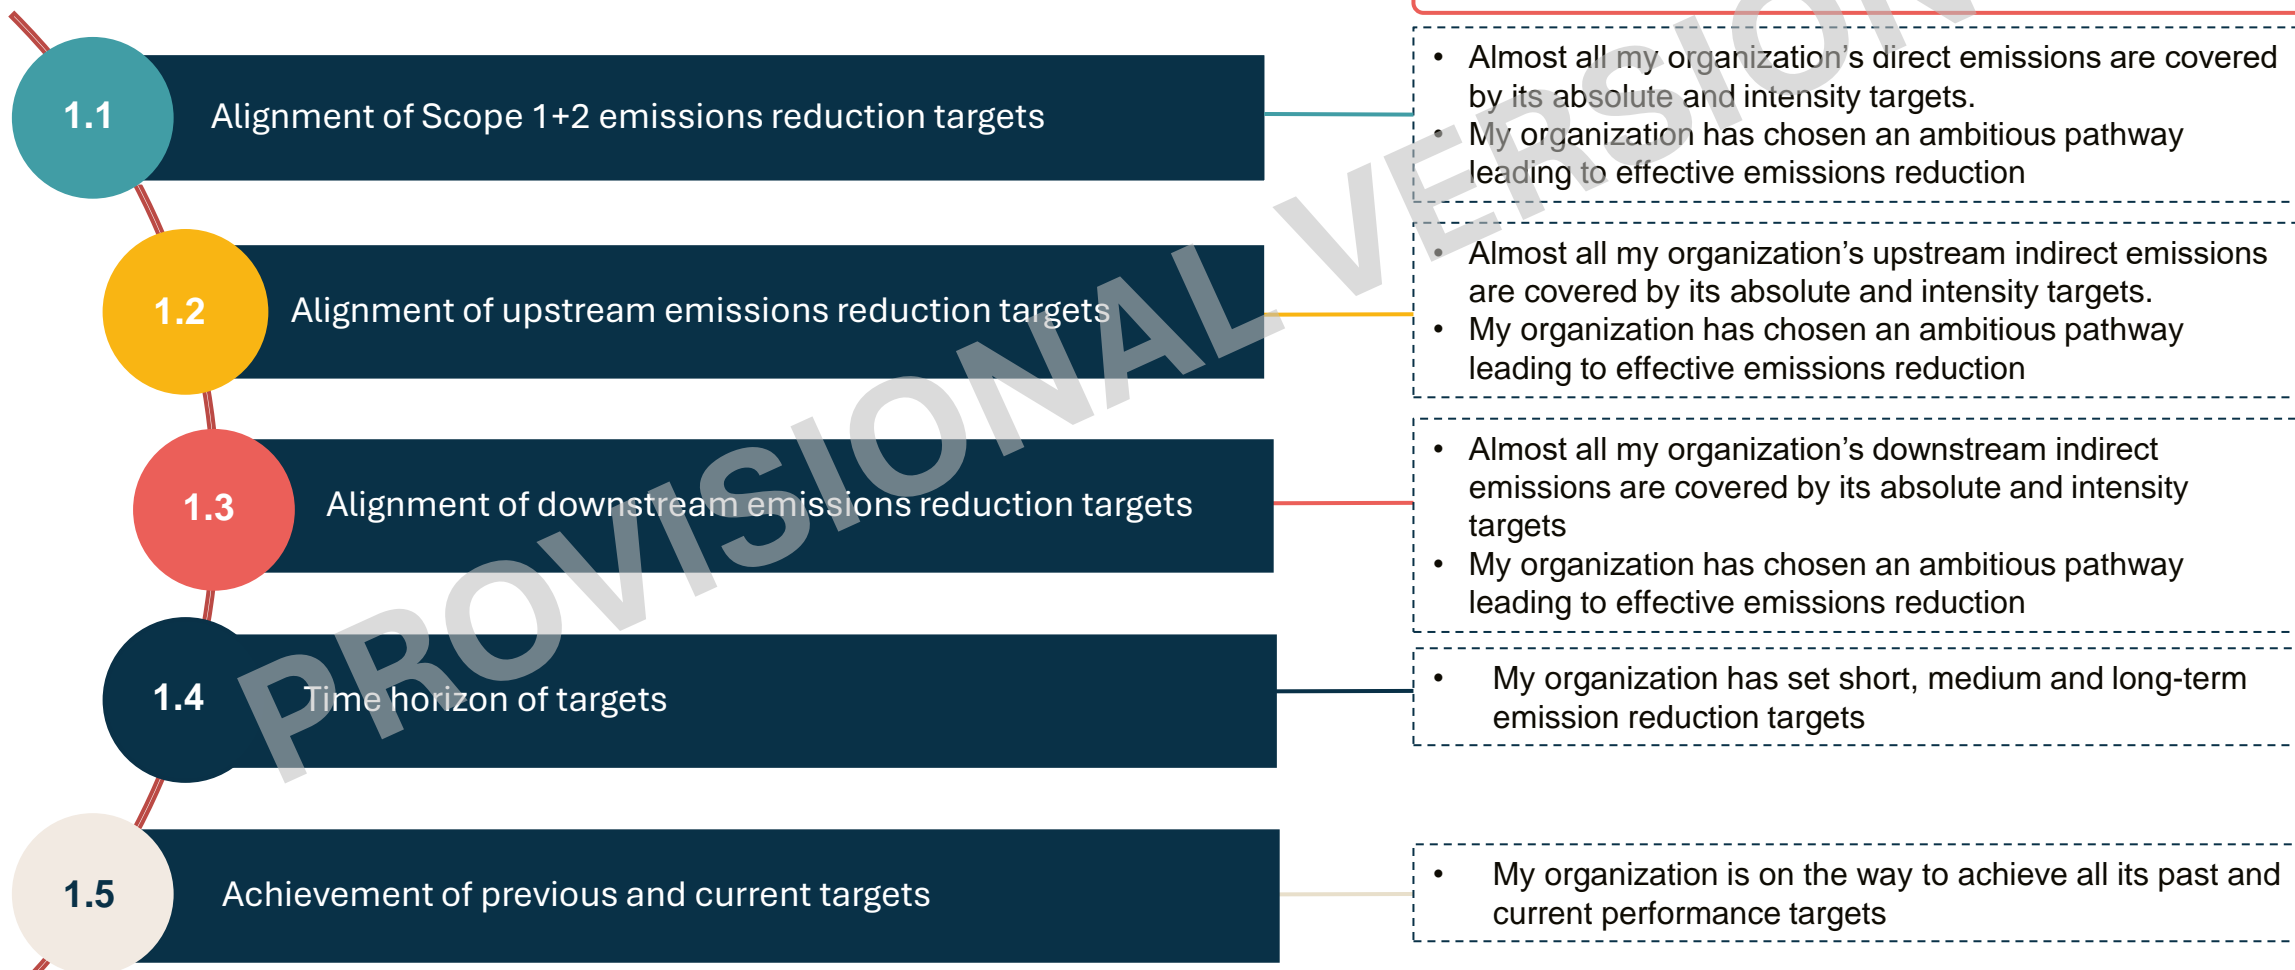 1.1
Alignment of Scope 1+2 emissions reduction targets
• Almost all my organization's direct emissions are covered
by its absolute and intensity targets.
• My organization has chosen an ambitious pathway
leading to effective emissions reduction
1.2
Alignment of upstream emissions reduction targets
• Almost all my organization's upstream indirect emissions
are covered by its absolute and intensity targets.
• My organization has chosen an ambitious pathway
leading to effective emissions reduction
1.3
Alignment of downstream emissions reduction targets
• Almost all my organization's downstream indirect
emissions are covered by its absolute and intensity
targets
• My organization has chosen an ambitious pathway
leading to effective emissions reduction
1.4
Time horizon of targets
• My organization has set short, medium and long-term
emission reduction targets
1.5
Achievement of previous and current targets
• My organization is on the way to achieve all its past and
current performance targets
PROVISIONAL VERSION